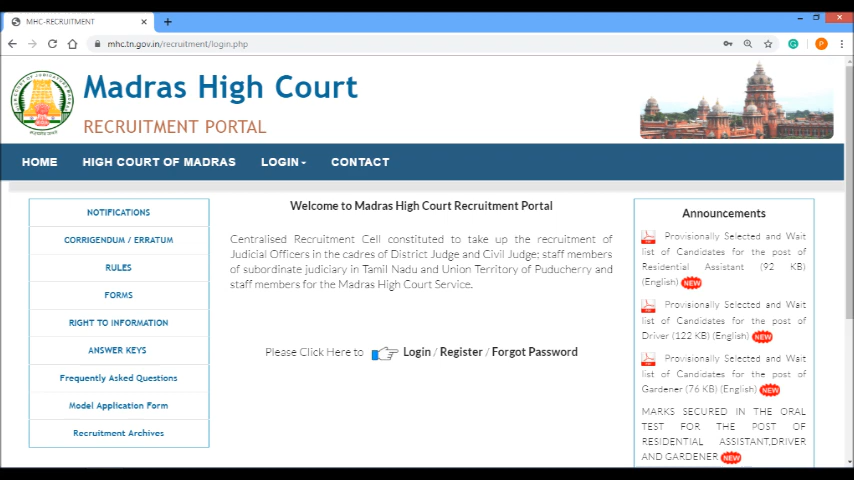 MHC-RECRUITMENT
mhc.tn.gov.in/recruitment/login.php
P
Madras High Court
RECRUITMENT PORTAL
HOME
HIGH COURT OF MADRAS
LOGIN
CONTACT
NOTIFICATIONS
CORRIGENDUM / ERRATUM
RULES
FORMS
RIGHT TO INFORMATION
ANSWER KEYS
Frequently Asked Questions
Model Application Form
Recruitment Archives
Welcome to Madras High Court Recruitment Portal
Centralised Recruitment Cell constituted to take up the recruitment of
Judicial Officers in the cadres of District Judge and Civil Judge; staff members
of subordinate judiciary in Tamil Nadu and Union Territory of Puducherry and
staff members for the Madras High Court Service.
Please Click Here to Login / Register / Forgot Password
Announcements
Provisionally Selected and Wait
list of Candidates for the post of
Residential Assistant (92 KB)
(English) NEW
Provisionally Selected and Wait
list of Candidates for the post of
Driver (122 KB) (English) NEW
Provisionally Selected and Wait
list of Candidates for the post of
Gardener (76 KB) (English) NEW
MARKS SECURED IN THE ORAL
TEST FOR THE POST OF
RESIDENTIAL ASSISTANT,DRIVER
AND GARDENER NEW